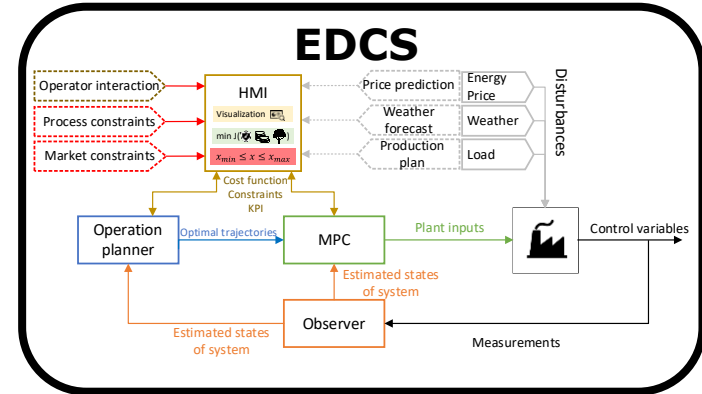 EDCS
Operator interaction
Process constraints
Market constraints
HMI
Visualization
min J(
)
x_min ≤ x ≤ x_max
Price prediction
Weather
forecast
Production
plan
Energy
Price
Weather
Load
Disturbances
Cost function
Constraints
KPI
Operation
planner
Optimal trajectories
MPC
Plant inputs
Control variables
Estimated states
of system
Estimated states
of system
Observer
Measurements